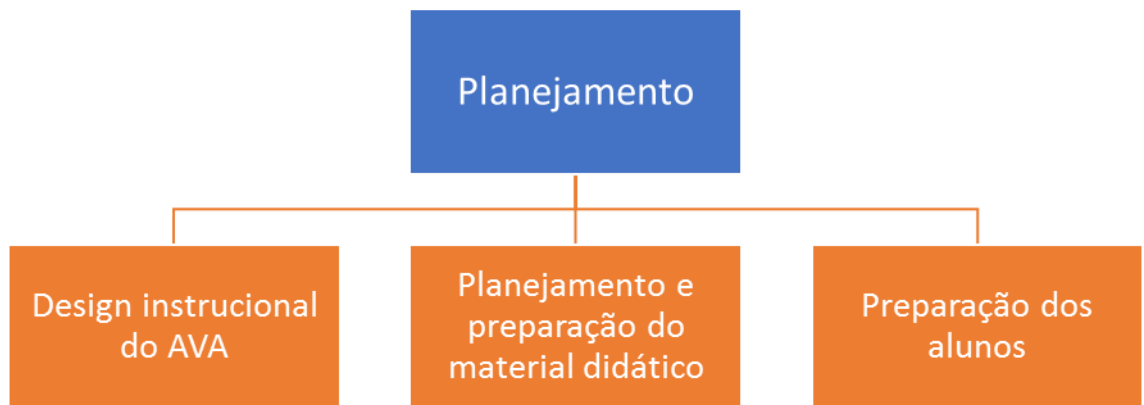 Planejamento
Design instrucional
do AVA
Planejamento e
preparação do
material didático
Preparação dos
alunos